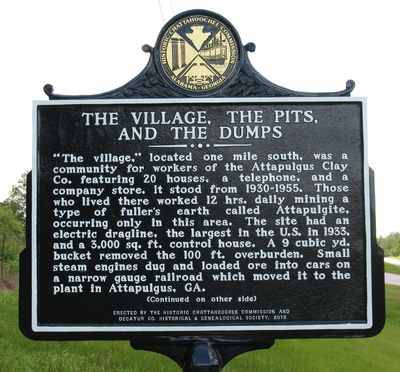 HISTORIC CHATTAHOOCHEE COMMISSION
ALABAMA - GEORGIA
THE VILLAGE, THE PITS,
AND THE DUMPS
"The village," located one mile south, was a
community for workers of the Attapulgus Clay
Co. featuring 20 houses, a telephone, and a
company store. It stood from 1930-1955. Those
who lived there worked 12 hrs. daily mining a
type of fuller's earth called Attapulgite,
occurring only in this area. The site had an
electric dragline, the largest in the U.S. in 1933,
and a 3,000 sq. ft. control house. A 9 cubic yd.
bucket removed the 100 ft. overburden. Small
steam engines dug and loaded ore into cars on
a narrow gauge railroad which moved it to the
plant in Attapulgus, GA.
(Continued on other side)
ERECTED BY THE HISTORIC CHATTAHOOCHEE COMMISSION AND
DECATUR CO. HISTORICAL & GENEALOGICAL SOCIETY, 2012